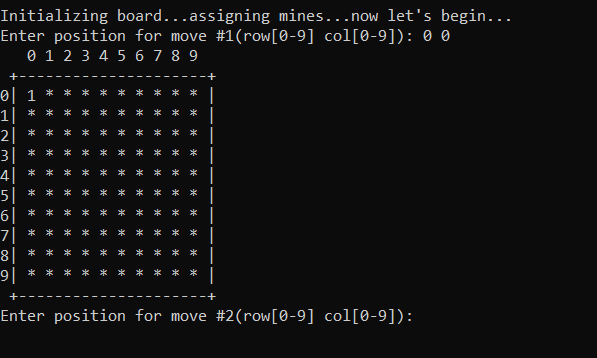 Initializing board...assigning mines...now let's begin...
Enter position for move #1(row[0-9] col[0-9]): 0 0
   0 1 2 3 4 5 6 7 8 9
 +---------------------+
0| 1 * * * * * * * * * |
1| * * * * * * * * * * |
2| * * * * * * * * * * |
3| * * * * * * * * * * |
4| * * * * * * * * * * |
5| * * * * * * * * * * |
6| * * * * * * * * * * |
7| * * * * * * * * * * |
8| * * * * * * * * * * |
9| * * * * * * * * * * |
 +---------------------+
Enter position for move #2(row[0-9] col[0-9]):